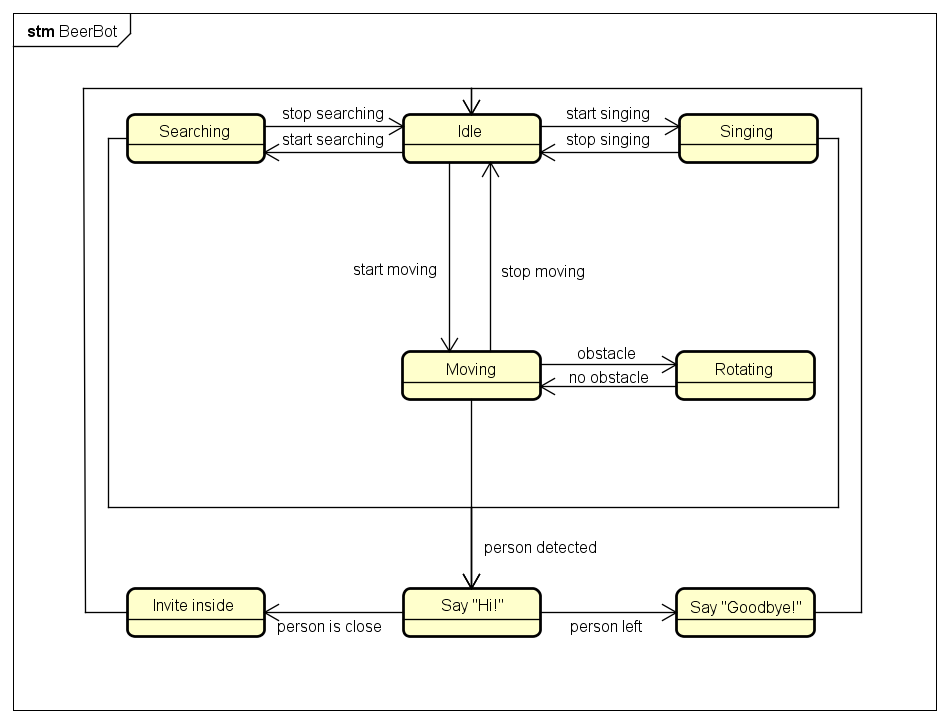 stm BeerBot
stop searching
start singing
Searching
Idle
Singing
start searching
stop singing
start moving
stop moving
obstacle
Moving
Rotating
no obstacle
person detected
Invite inside
Say "Hi!"
Say "Goodbye!"
person is close
person left